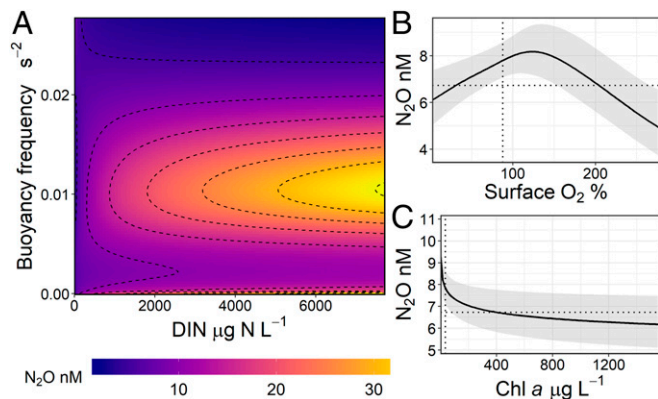 A
Buoyancy frequency s⁻²
0.02
0.01
0.00
0 2000 4000 6000
DIN µg N L⁻¹
N₂O nM
10 20 30
B
N₂O nM
8
6
4
100 200
Surface O₂ %
C
N₂O nM
11
10
9
8
7
6
5
400 800 1200
Chl a µg L⁻¹